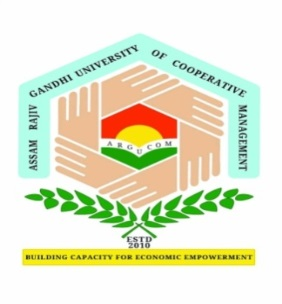 ASSAM RAJIV GANDHI UNIVERSITY OF COOPERATIVE MANAGEMENT
ARGUCOM
ESTD
2010
BUILDING CAPACITY FOR ECONOMIC EMPOWERMENT